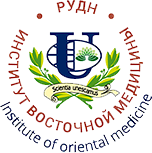 РУДН
ИНСТИТУТ ВОСТОЧНОЙ МЕДИЦИНЫ
Scientia unescamus
Institute of oriental medicine